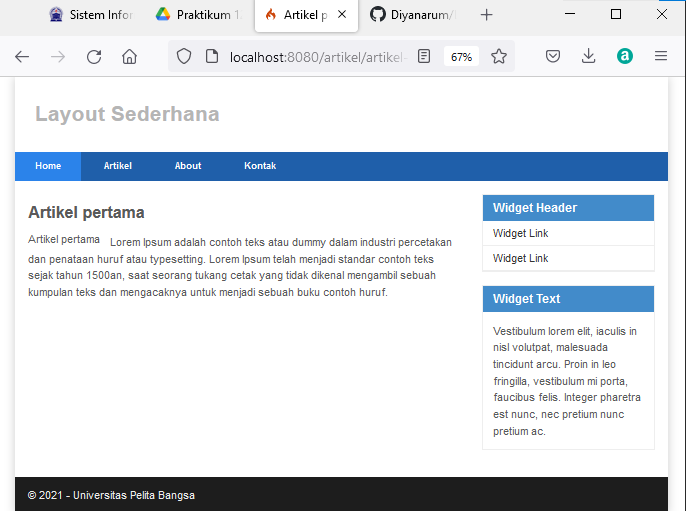 Sistem Infor
Praktikum 1
Artikel p
Diyanarum/
localhost:8080/artikel/artikel-
67%
a
Layout Sederhana
Home Artikel About Kontak
Artikel pertama
Artikel pertama Lorem Ipsum adalah contoh teks atau dummy dalam industri percetakan
dan penataan huruf atau typesetting. Lorem Ipsum telah menjadi standar contoh teks
sejak tahun 1500an, saat seorang tukang cetak yang tidak dikenal mengambil sebuah
kumpulan teks dan mengacaknya untuk menjadi sebuah buku contoh huruf.
Widget Header
Widget Link
Widget Link
Widget Text
Vestibulum lorem elit, iaculis in
nisl volutpat, malesuada
tincidunt arcu. Proin in leo
fringilla, vestibulum mi porta,
faucibus felis. Integer pharetra
est nunc, nec pretium nunc
pretium ac.
© 2021 - Universitas Pelita Bangsa